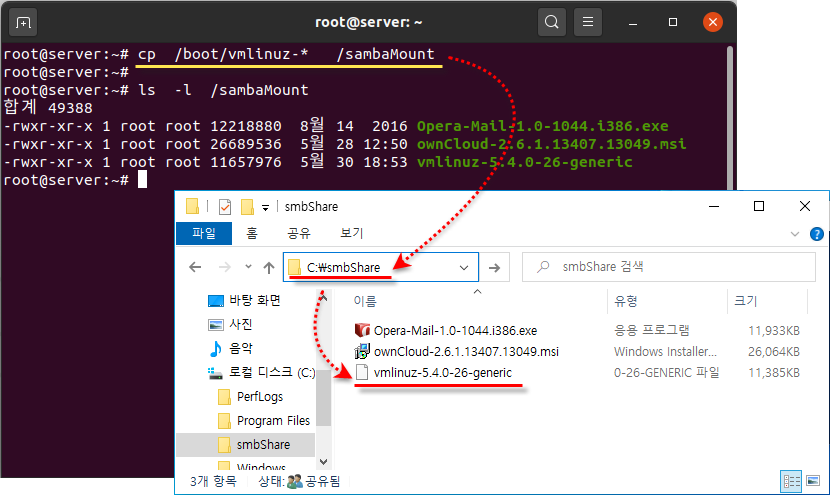 root@server: ~
root@server:~# cp /boot/vmlinuz-* /sambaMount
root@server:~#
root@server:~# ls -l /sambaMount
합계 49388
-rwxr-xr-x 1 root root 12218880 8월 14 2016 Opera-Mail-1.0-1044.i386.exe
-rwxr-xr-x 1 root root 26689536 5월 28 12:50 ownCloud-2.6.1.13407.13049.msi
-rwxr-xr-x 1 root root 11657976 5월 30 18:53 vmlinuz-5.4.0-26-generic
root@server:~#
smbShare
파일 홈 공유 보기
C:₩smbShare
smbShare 검색
이름 유형 크기
바탕 화면
사진
음악
로컬 디스크 (C:)
PerfLogs
Program Files
smbShare
Windows
Opera-Mail-1.0-1044.i386.exe 응용 프로그램 11,933KB
ownCloud-2.6.1.13407.13049.msi Windows Installer... 26,064KB
vmlinuz-5.4.0-26-generic 0-26-GENERIC 파일 11,385KB
3개 항목 상태: 공유됨